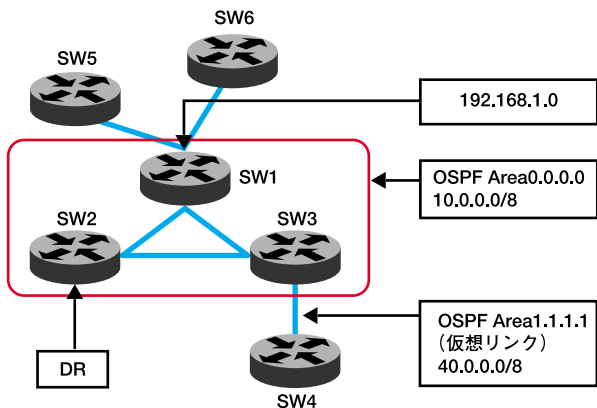 SW6
SW5
192.168.1.0
SW1
OSPF Area0.0.0.0
10.0.0.0/8
SW2
SW3
OSPF Area1.1.1.1
（仮想リンク）
40.0.0.0/8
DR
SW4